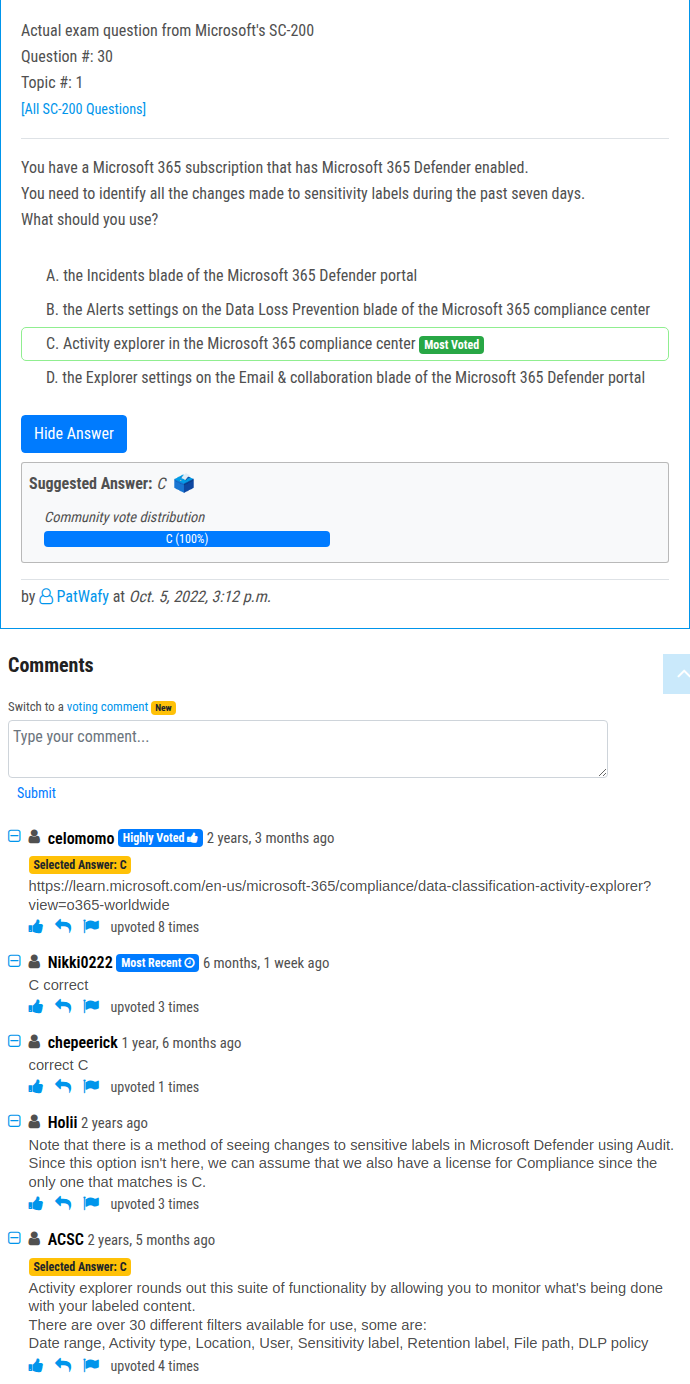 Actual exam question from Microsoft's SC-200
Question #: 30
Topic #: 1
[All SC-200 Questions]
You have a Microsoft 365 subscription that has Microsoft 365 Defender enabled.
You need to identify all the changes made to sensitivity labels during the past seven days.
What should you use?
A. the Incidents blade of the Microsoft 365 Defender portal
B. the Alerts settings on the Data Loss Prevention blade of the Microsoft 365 compliance center
C. Activity explorer in the Microsoft 365 compliance center Most Voted
D. the Explorer settings on the Email & collaboration blade of the Microsoft 365 Defender portal
Hide Answer
Suggested Answer: C
Community vote distribution
C (100%)
by PatWafy at Oct. 5, 2022, 3:12 p.m.
Comments
Switch to a voting comment New
Type your comment...
Submit
celomomo Highly Voted 2 years, 3 months ago
Selected Answer: C
https://learn.microsoft.com/en-us/microsoft-365/compliance/data-classification-activity-explorer?
view=o365-worldwide
upvoted 8 times
Nikki0222 Most Recent 6 months, 1 week ago
C correct
upvoted 3 times
chepeerick 1 year, 6 months ago
correct C
upvoted 1 times
Holii 2 years ago
Note that there is a method of seeing changes to sensitive labels in Microsoft Defender using Audit.
Since this option isn't here, we can assume that we also have a license for Compliance since the
only one that matches is C.
upvoted 3 times
ACSC 2 years, 5 months ago
Selected Answer: C
Activity explorer rounds out this suite of functionality by allowing you to monitor what's being done
with your labeled content.
There are over 30 different filters available for use, some are:
Date range, Activity type, Location, User, Sensitivity label, Retention label, File path, DLP policy
upvoted 4 times